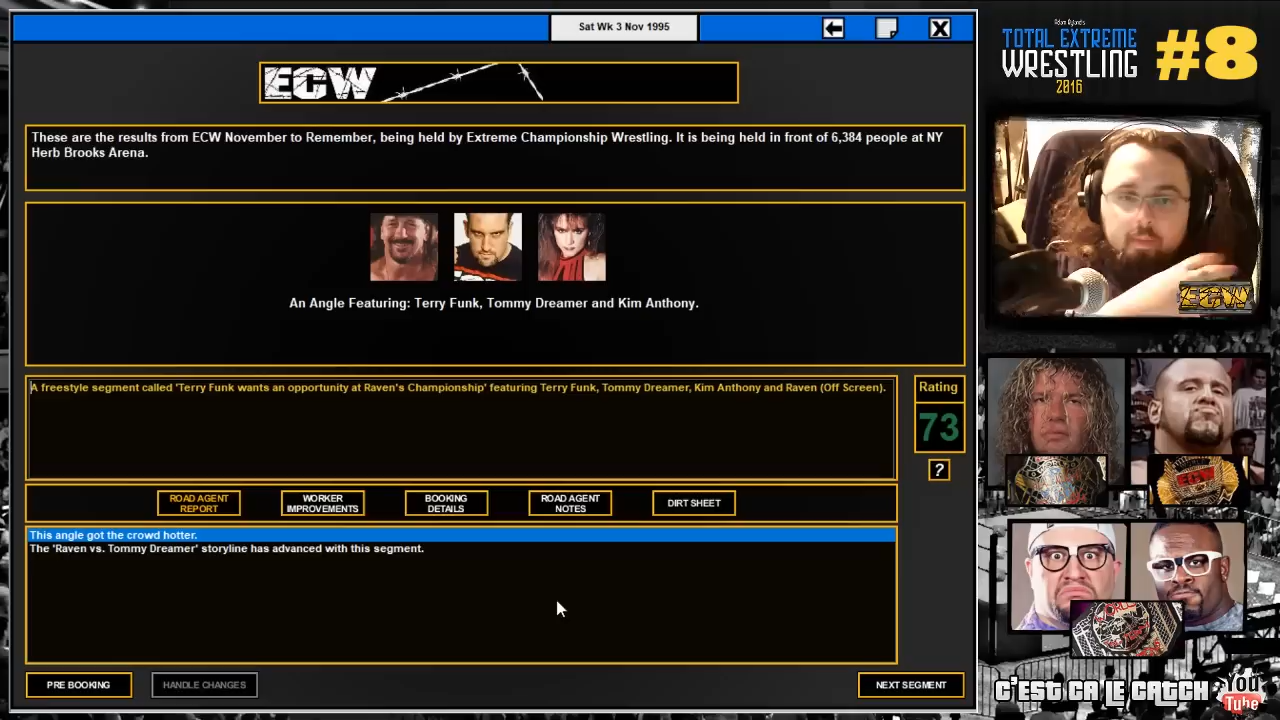 Sat Wk 3 Nov 1995
ECW
These are the results from ECW November to Remember, being held by Extreme Championship Wrestling. It is being held in front of 6,384 people at NY
Herb Brooks Arena.
An Angle Featuring: Terry Funk, Tommy Dreamer and Kim Anthony.
A freestyle segment called 'Terry Funk wants an opportunity at Raven's Championship' featuring Terry Funk, Tommy Dreamer, Kim Anthony and Raven (Off Screen).
Rating
73
?
ROAD AGENT
REPORT
WORKER
IMPROVEMENTS
BOOKING
DETAILS
ROAD AGENT
NOTES
DIRT SHEET
This angle got the crowd hotter.
The 'Raven vs. Tommy Dreamer' storyline has advanced with this segment.
PRE BOOKING
HANDLE CHANGES
NEXT SEGMENT
Adam Ryland's
TOTAL EXTREME
WRESTLING
2016
#8
ECW
ECW
C'EST CA LE CATCH
You
Tube